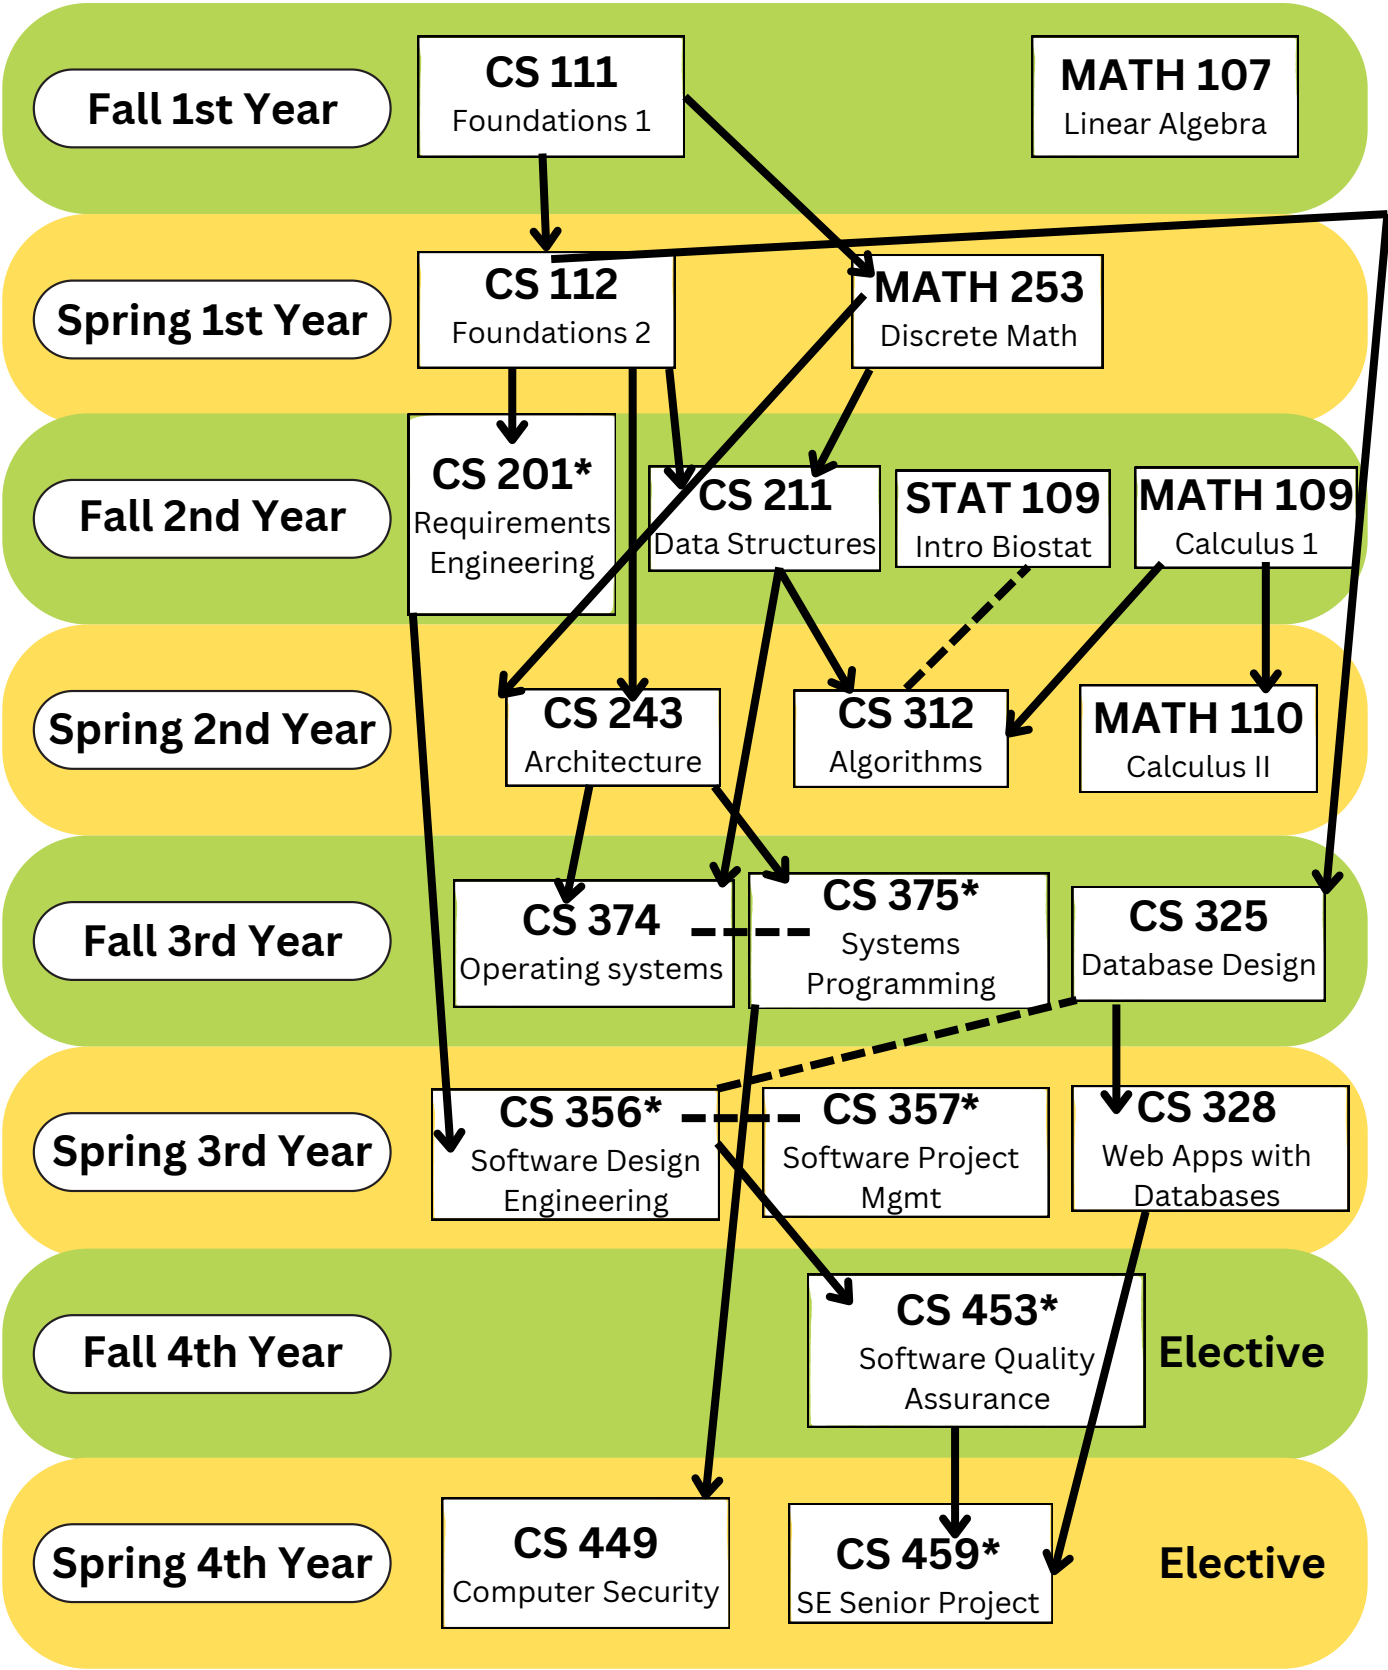 Fall 1st Year
CS 111
Foundations 1
MATH 107
Linear Algebra
Spring 1st Year
CS 112
Foundations 2
MATH 253
Discrete Math
Fall 2nd Year
CS 201*
Requirements
Engineering
CS 211
Data Structures
STAT 109
Intro Biostat
MATH 109
Calculus 1
Spring 2nd Year
CS 243
Architecture
CS 312
Algorithms
MATH 110
Calculus II
Fall 3rd Year
CS 374
Operating systems
CS 375*
Systems
Programming
CS 325
Database Design
Spring 3rd Year
CS 356*
Software Design
Engineering
CS 357*
Software Project
Mgmt
CS 328
Web Apps with
Databases
Fall 4th Year
CS 453*
Software Quality
Assurance
Elective
Spring 4th Year
CS 449
Computer Security
CS 459*
SE Senior Project
Elective